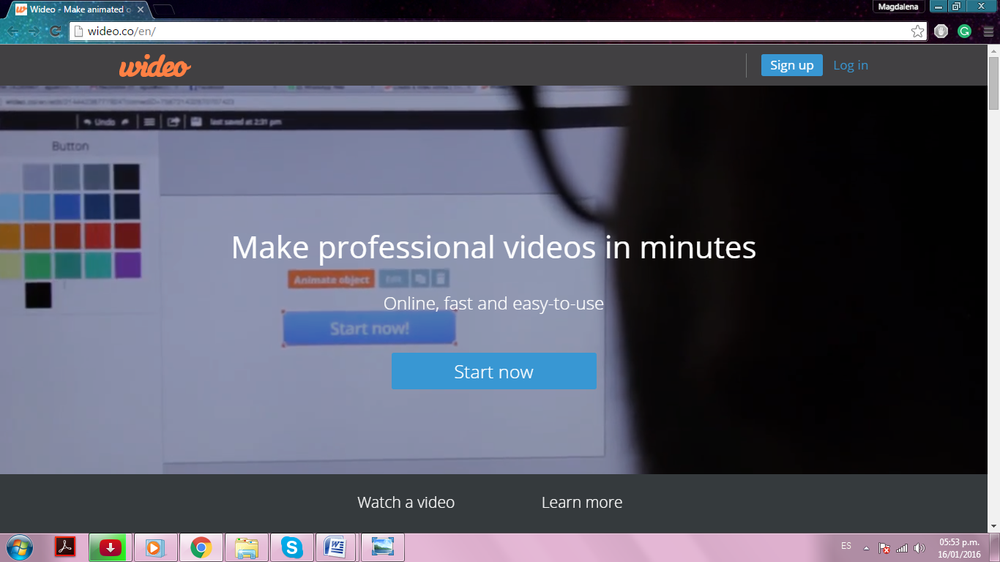 Wideo - Make animated o
Magdalena
wideo.co/en/
wideo
Sign up
Log in
Undo
last saved at 2:31 pm
Button
Make professional videos in minutes
Animate object
Edit
Online, fast and easy-to-use
Start now!
Start now
Watch a video
Learn more
ES
05:53 p.m.
16/01/2016